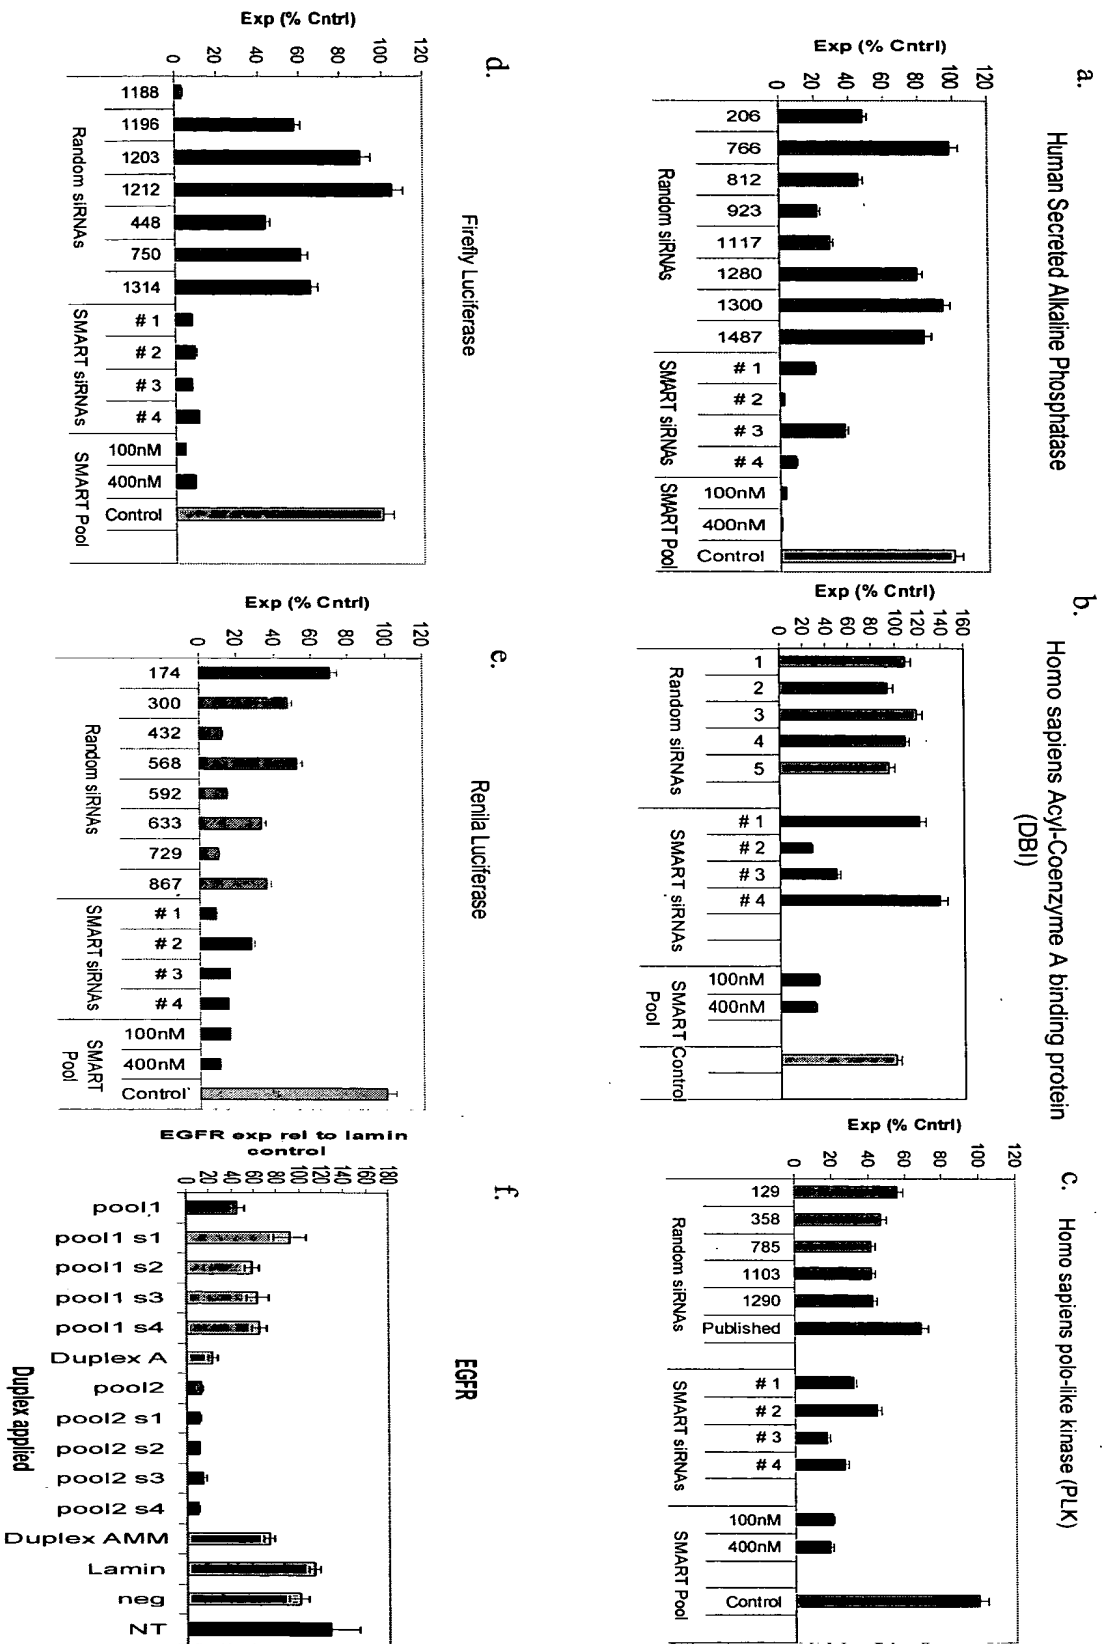 a.
Human Secreted Alkaline Phosphatase
Exp (% Cntrl)
0 20 40 60 80 100 120
206
766
812
923
1117
1280
1300
1487
# 1
# 2
# 3
# 4
100nM
400nM
Control
Random siRNAs
SMART siRNAs
SMART Pool
b.
Homo sapiens Acyl-Coenzyme A binding protein
(DBI)
Exp (% Cntrl)
0 20 40 60 80 100 120 140 160
1
2
3
4
5
# 1
# 2
# 3
# 4
100nM
400nM
Random siRNAs
SMART siRNAs
SMART
Pool
Control
c.
Homo sapiens polo-like kinase (PLK)
Exp (% Cntrl)
0 20 40 60 80 100 120
129
358
785
1103
1290
Published
# 1
# 2
# 3
# 4
100nM
400nM
Control
Random siRNAs
SMART siRNAs
SMART Pool
d.
Firefly Luciferase
Exp (% Cntrl)
0 20 40 60 80 100 120
1188
1196
1203
1212
448
750
1314
# 1
# 2
# 3
# 4
100nM
400nM
Control
Random siRNAs
SMART siRNAs
SMART Pool
e.
Renila Luciferase
Exp (% Cntrl)
0 20 40 60 80 100 120
174
300
432
568
592
633
729
867
# 1
# 2
# 3
# 4
100nM
400nM
Control
Random siRNAs
SMART siRNAs
SMART
Pool
f.
EGFR
EGFR exp rel to lamin
control
0 20 40 60 80 100 120 140 160 180
pool1
pool1 s1
pool1 s2
pool1 s3
pool1 s4
Duplex A
pool2
pool2 s1
pool2 s2
pool2 s3
pool2 s4
Duplex AMM
Lamin
neg
NT
Duplex applied